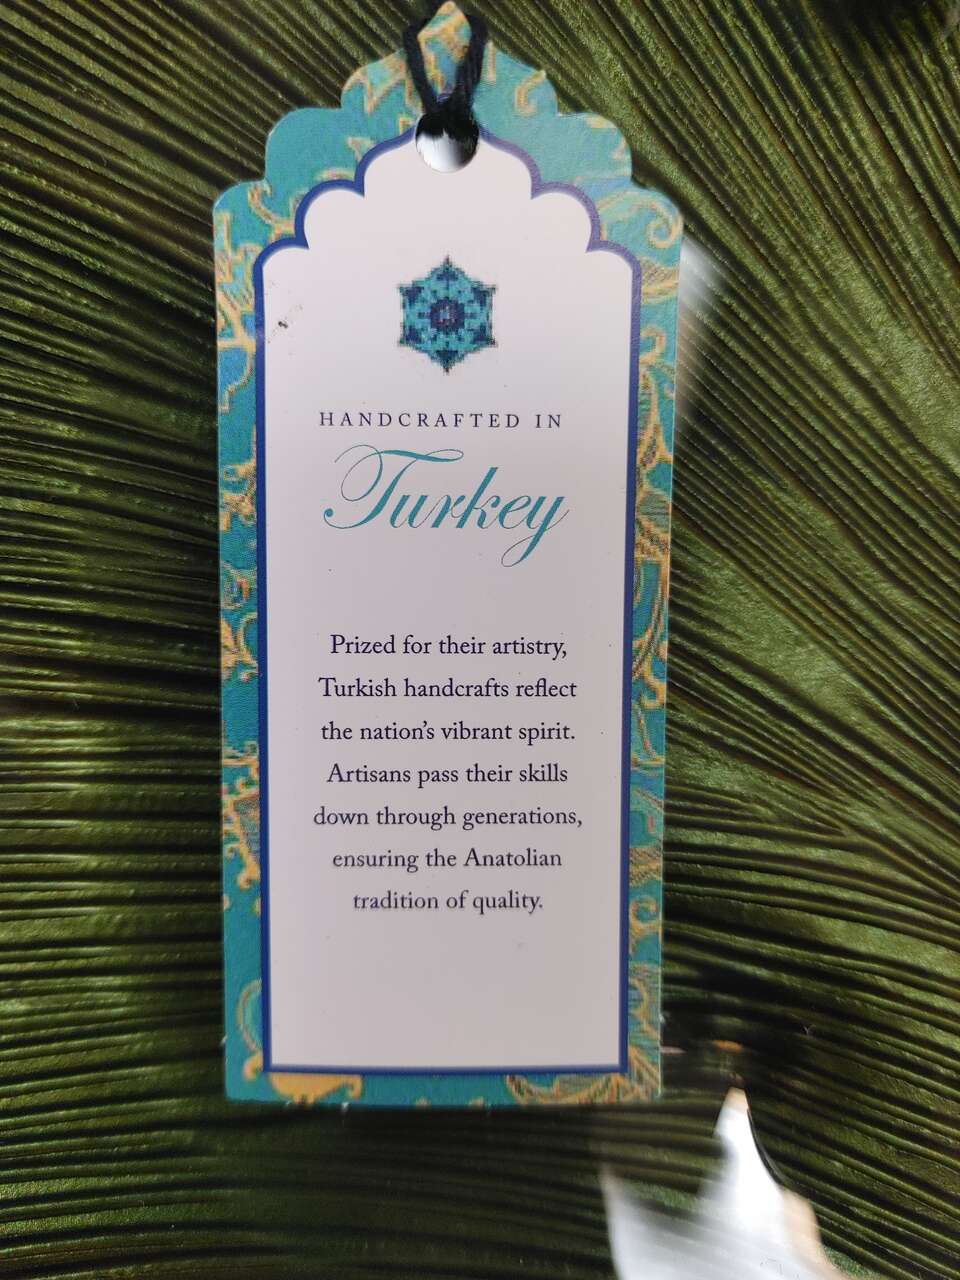 HANDCRAFTED IN
Turkey
Prized for their artistry,
Turkish handcrafts reflect
the nation’s vibrant spirit.
Artisans pass their skills
down through generations,
ensuring the Anatolian
tradition of quality.